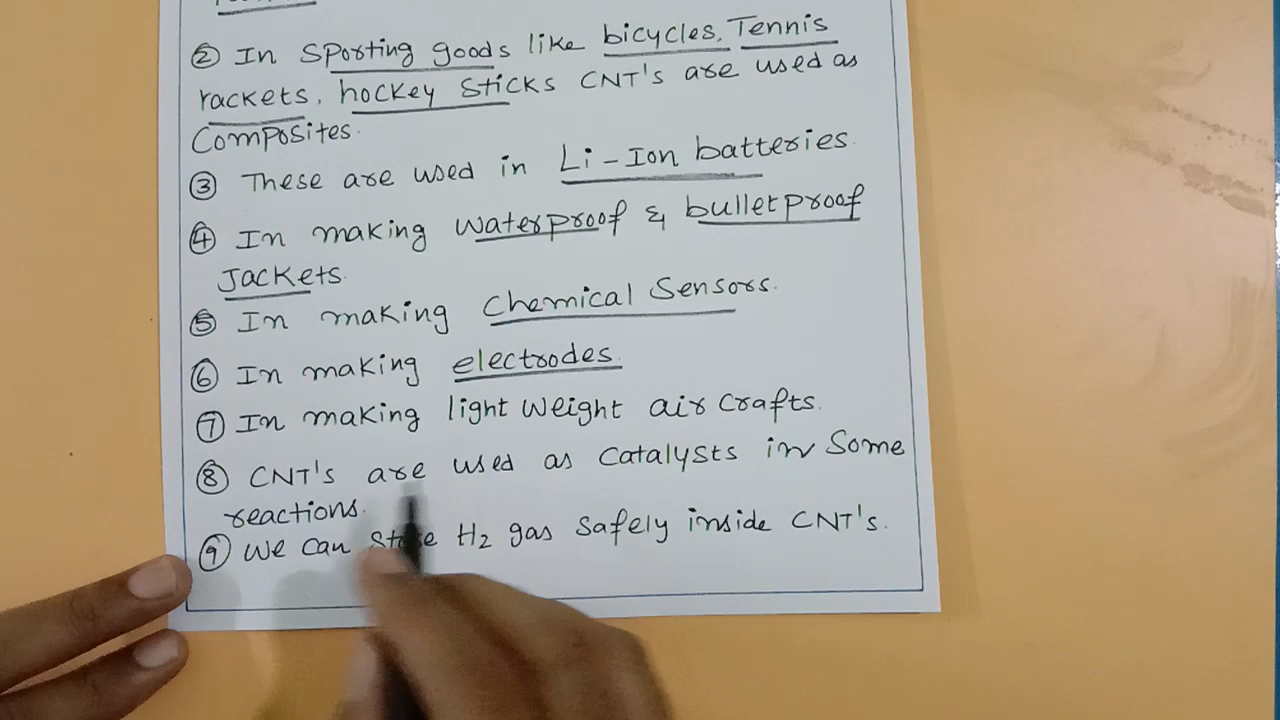 ② In Sporting goods like bicycles, Tennis
rackets, hockey sticks CNT's are used as
Composites.
③ These are used in Li-Ion batteries.
④ In making waterproof & bulletproof
Jackets.
⑤ In making Chemical Sensors.
⑥ In making electrodes.
⑦ In making light weight air crafts.
⑧ CNT's are used as Catalysts in Some
reactions.
⑨ We can store H₂ gas Safely inside CNT's.